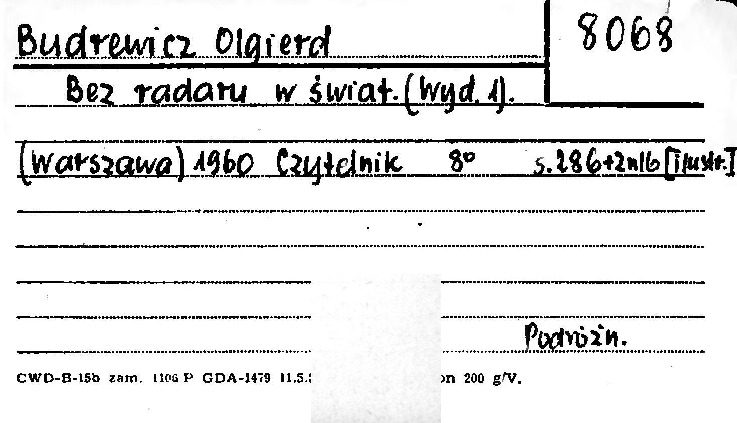 Budrewicz Olgierd
8068
Bez radaru w świat. (Wyd. 1).
(Warszawa) 1960 Czytelnik 8° s. 286+2nlb [ilustr.]
Podróżn.
CWD-B-15b zam. 1106 P GDA-1479 11.5. on 200 g/V.